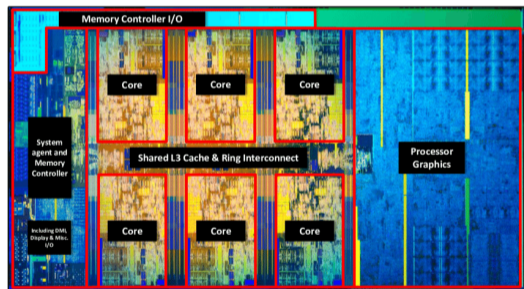 Memory Controller I/O
Core
Core
Core
System
agent and
Memory
Controller
Shared L3 Cache & Ring Interconnect
Processor
Graphics
Including DMI,
Display & Misc.
I/O
Core
Core
Core